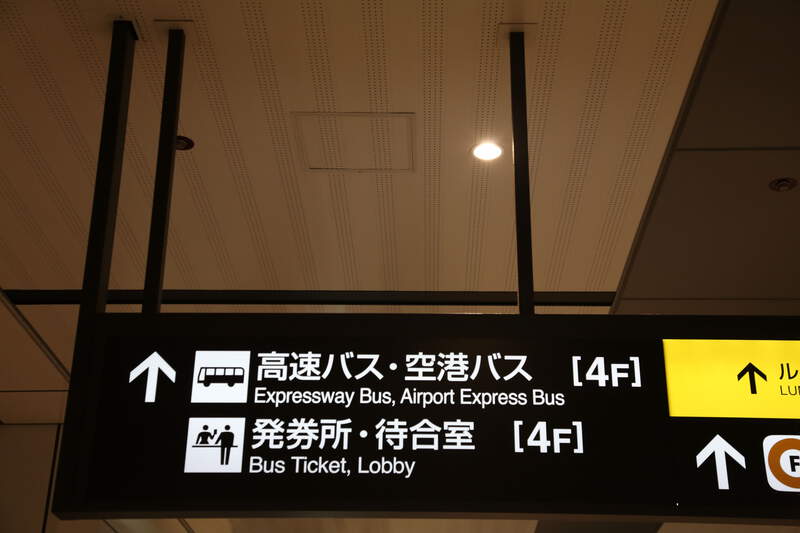 高速バス・空港バス [4F]
Expressway Bus, Airport Express Bus
発券所・待合室 [4F]
Bus Ticket, Lobby
F